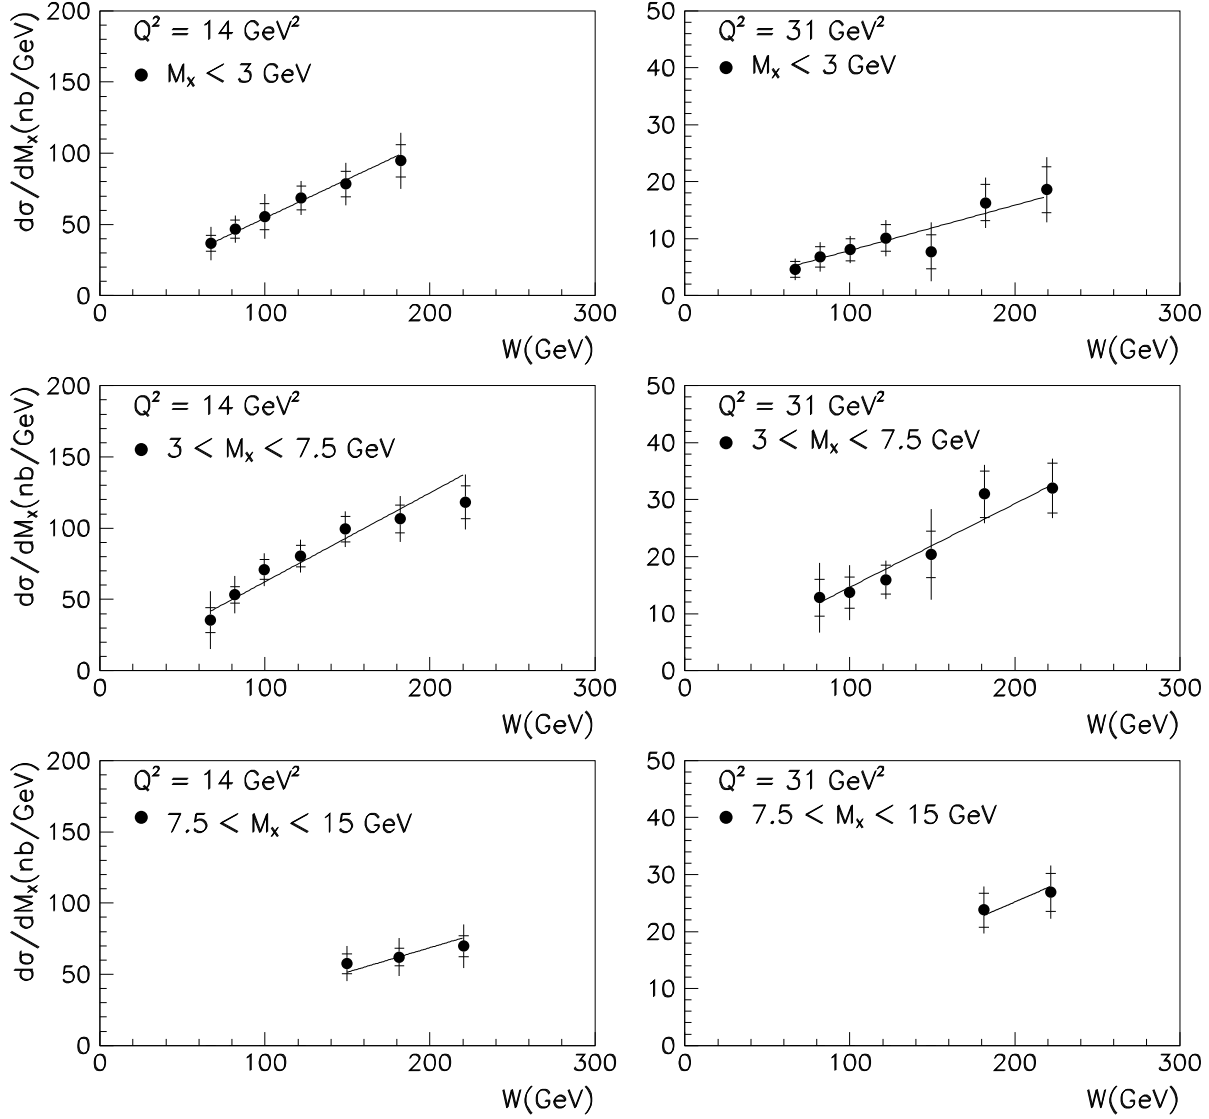 dσ/dMₓ(nb/GeV)
200
150
100
50
0
Q² = 14 GeV²
Mₓ < 3 GeV
0 100 200 300
W(GeV)
50
40
30
20
10
0
Q² = 31 GeV²
Mₓ < 3 GeV
0 100 200 300
W(GeV)
dσ/dMₓ(nb/GeV)
200
150
100
50
0
Q² = 14 GeV²
3 < Mₓ < 7.5 GeV
0 100 200 300
W(GeV)
50
40
30
20
10
0
Q² = 31 GeV²
3 < Mₓ < 7.5 GeV
0 100 200 300
W(GeV)
dσ/dMₓ(nb/GeV)
200
150
100
50
0
Q² = 14 GeV²
7.5 < Mₓ < 15 GeV
0 100 200 300
W(GeV)
50
40
30
20
10
0
Q² = 31 GeV²
7.5 < Mₓ < 15 GeV
0 100 200 300
W(GeV)